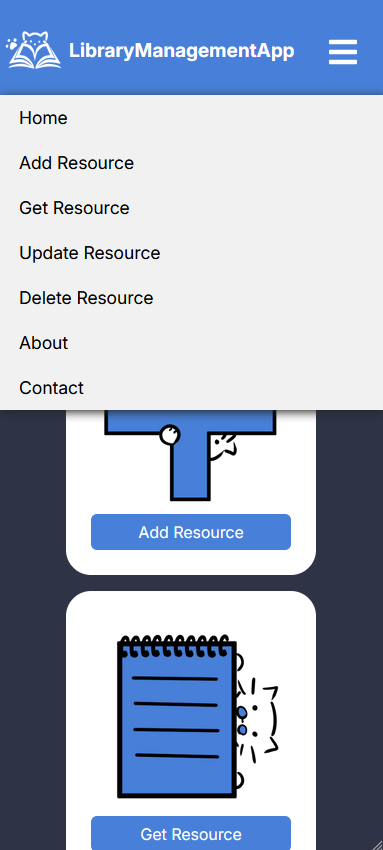 LibraryManagementApp
Home
Add Resource
Get Resource
Update Resource
Delete Resource
About
Contact
Add Resource
Get Resource